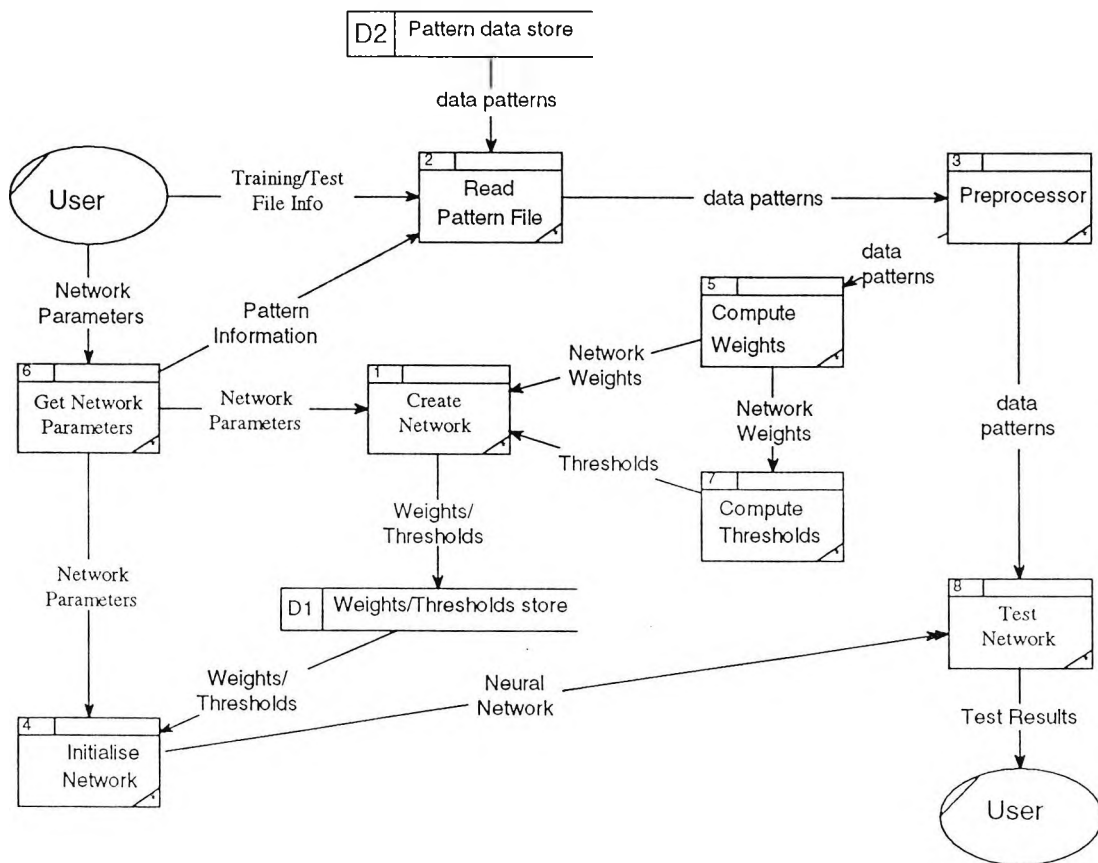 D2 Pattern data store
data patterns
User
Training/Test
File Info
2
Read
Pattern File
data patterns
3
Preprocessor
Network
Parameters
Pattern
Information
data
patterns
5
Compute
Weights
Network
Weights
6
Get Network
Parameters
Network
Parameters
1
Create
Network
Network
Weights
data
patterns
Thresholds
7
Compute
Thresholds
Weights/
Thresholds
Network
Parameters
D1 Weights/Thresholds store
8
Test
Network
Weights/
Thresholds
Neural
Network
4
Initialise
Network
Test Results
User